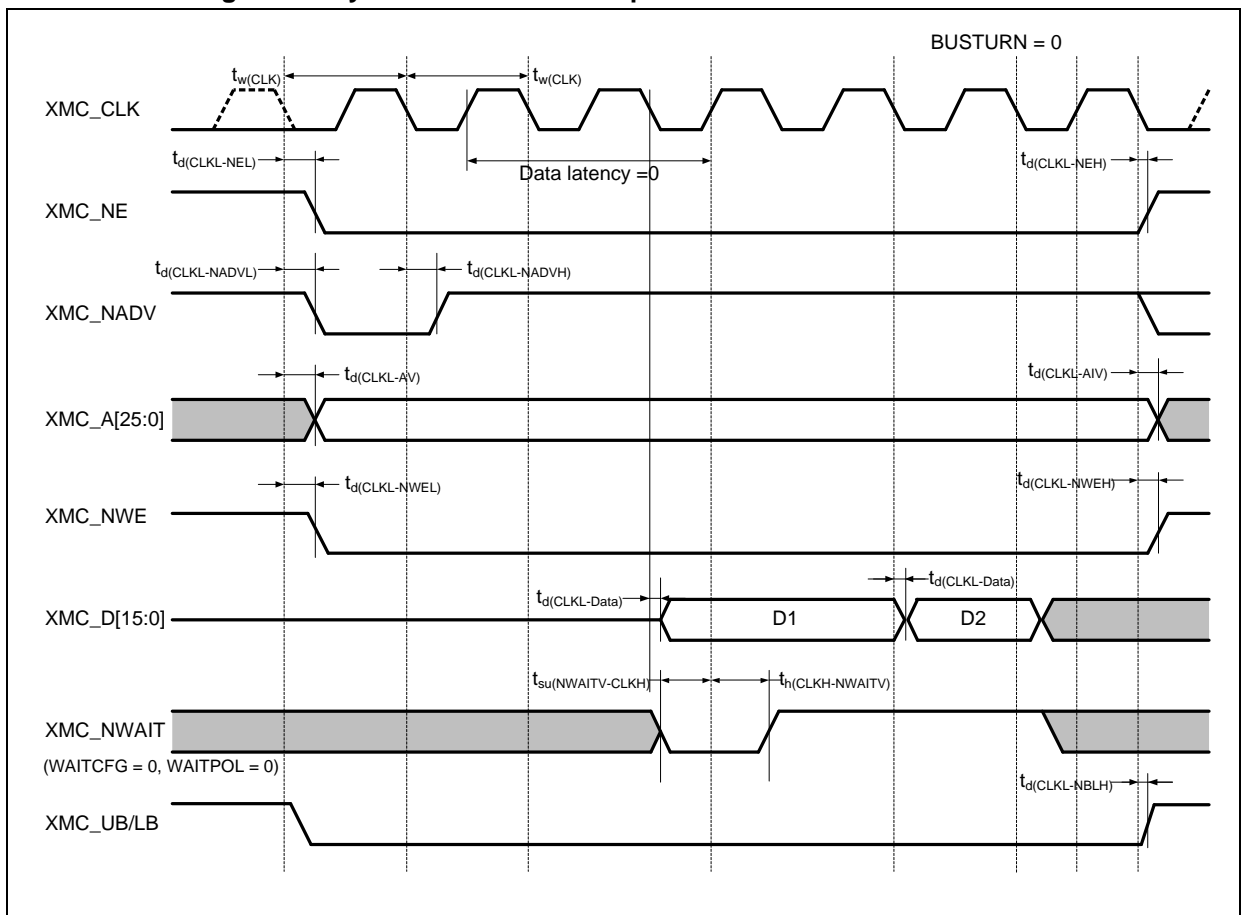 BUSTURN = 0
tw(CLK) tw(CLK)
XMC_CLK
td(CLKL-NEL) td(CLKL-NEH)
Data latency =0
XMC_NE
td(CLKL-NADVL) td(CLKL-NADVH)
XMC_NADV
td(CLKL-AV) td(CLKL-AIV)
XMC_A[25:0]
td(CLKL-NWEL) td(CLKL-NWEH)
XMC_NWE
td(CLKL-Data) td(CLKL-Data)
XMC_D[15:0] D1 D2
tsu(NWAITV-CLKH) th(CLKH-NWAITV)
XMC_NWAIT
(WAITCFG = 0, WAITPOL = 0)
td(CLKL-NBLH)
XMC_UB/LB